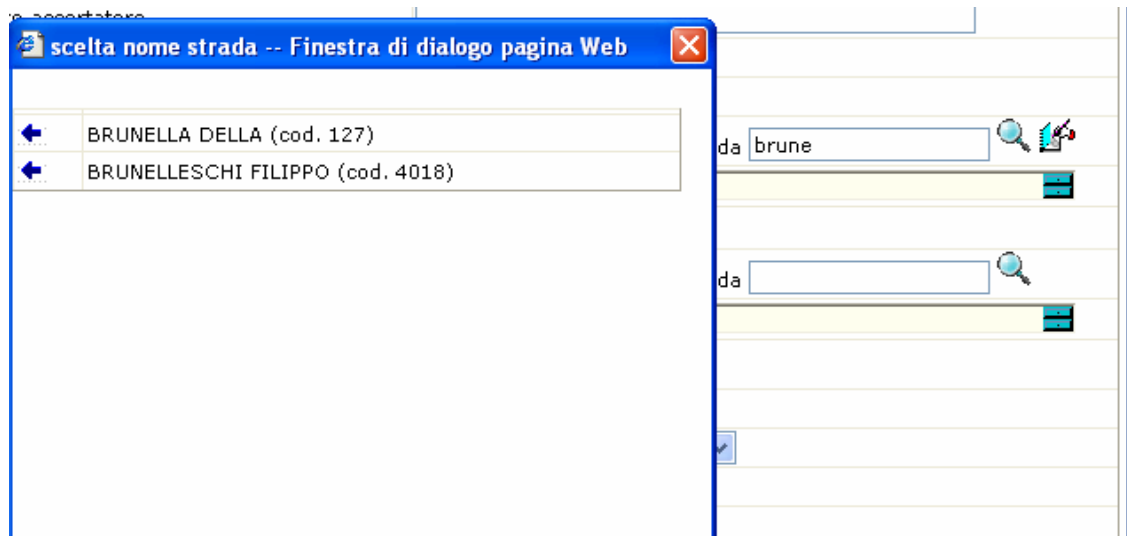 scelta nome strada -- Finestra di dialogo pagina Web
BRUNELLA DELLA (cod. 127)
BRUNELLESCHI FILIPPO (cod. 4018)
da brune
da